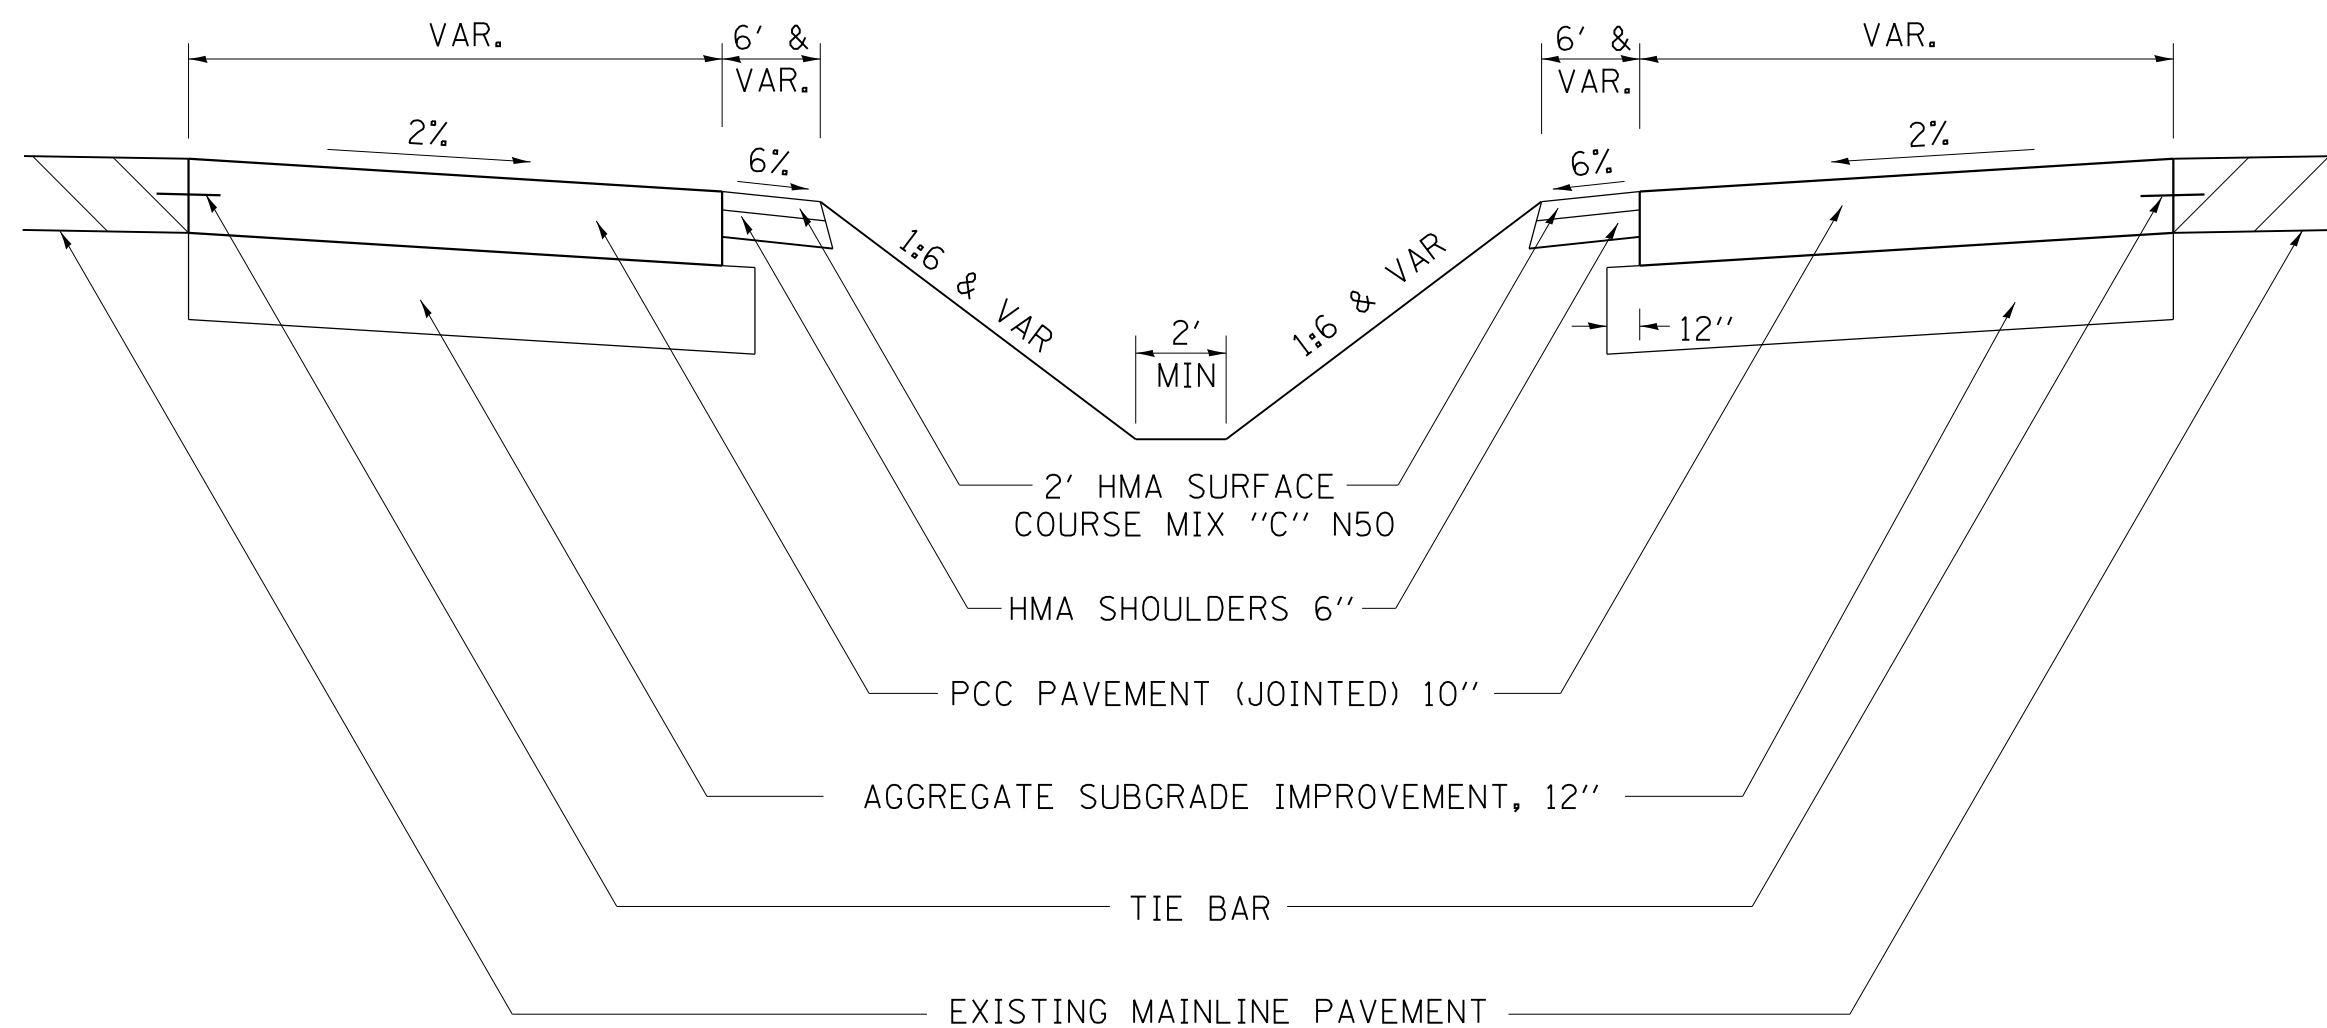 VAR.
6' &
VAR.
6' &
VAR.
VAR.
2%
6%
6%
2%
1:6 & VAR
1:6 & VAR
2'
MIN
12''
2' HMA SURFACE
COURSE MIX ''C'' N50
HMA SHOULDERS 6''
PCC PAVEMENT (JOINTED) 10''
AGGREGATE SUBGRADE IMPROVEMENT, 12''
TIE BAR
EXISTING MAINLINE PAVEMENT